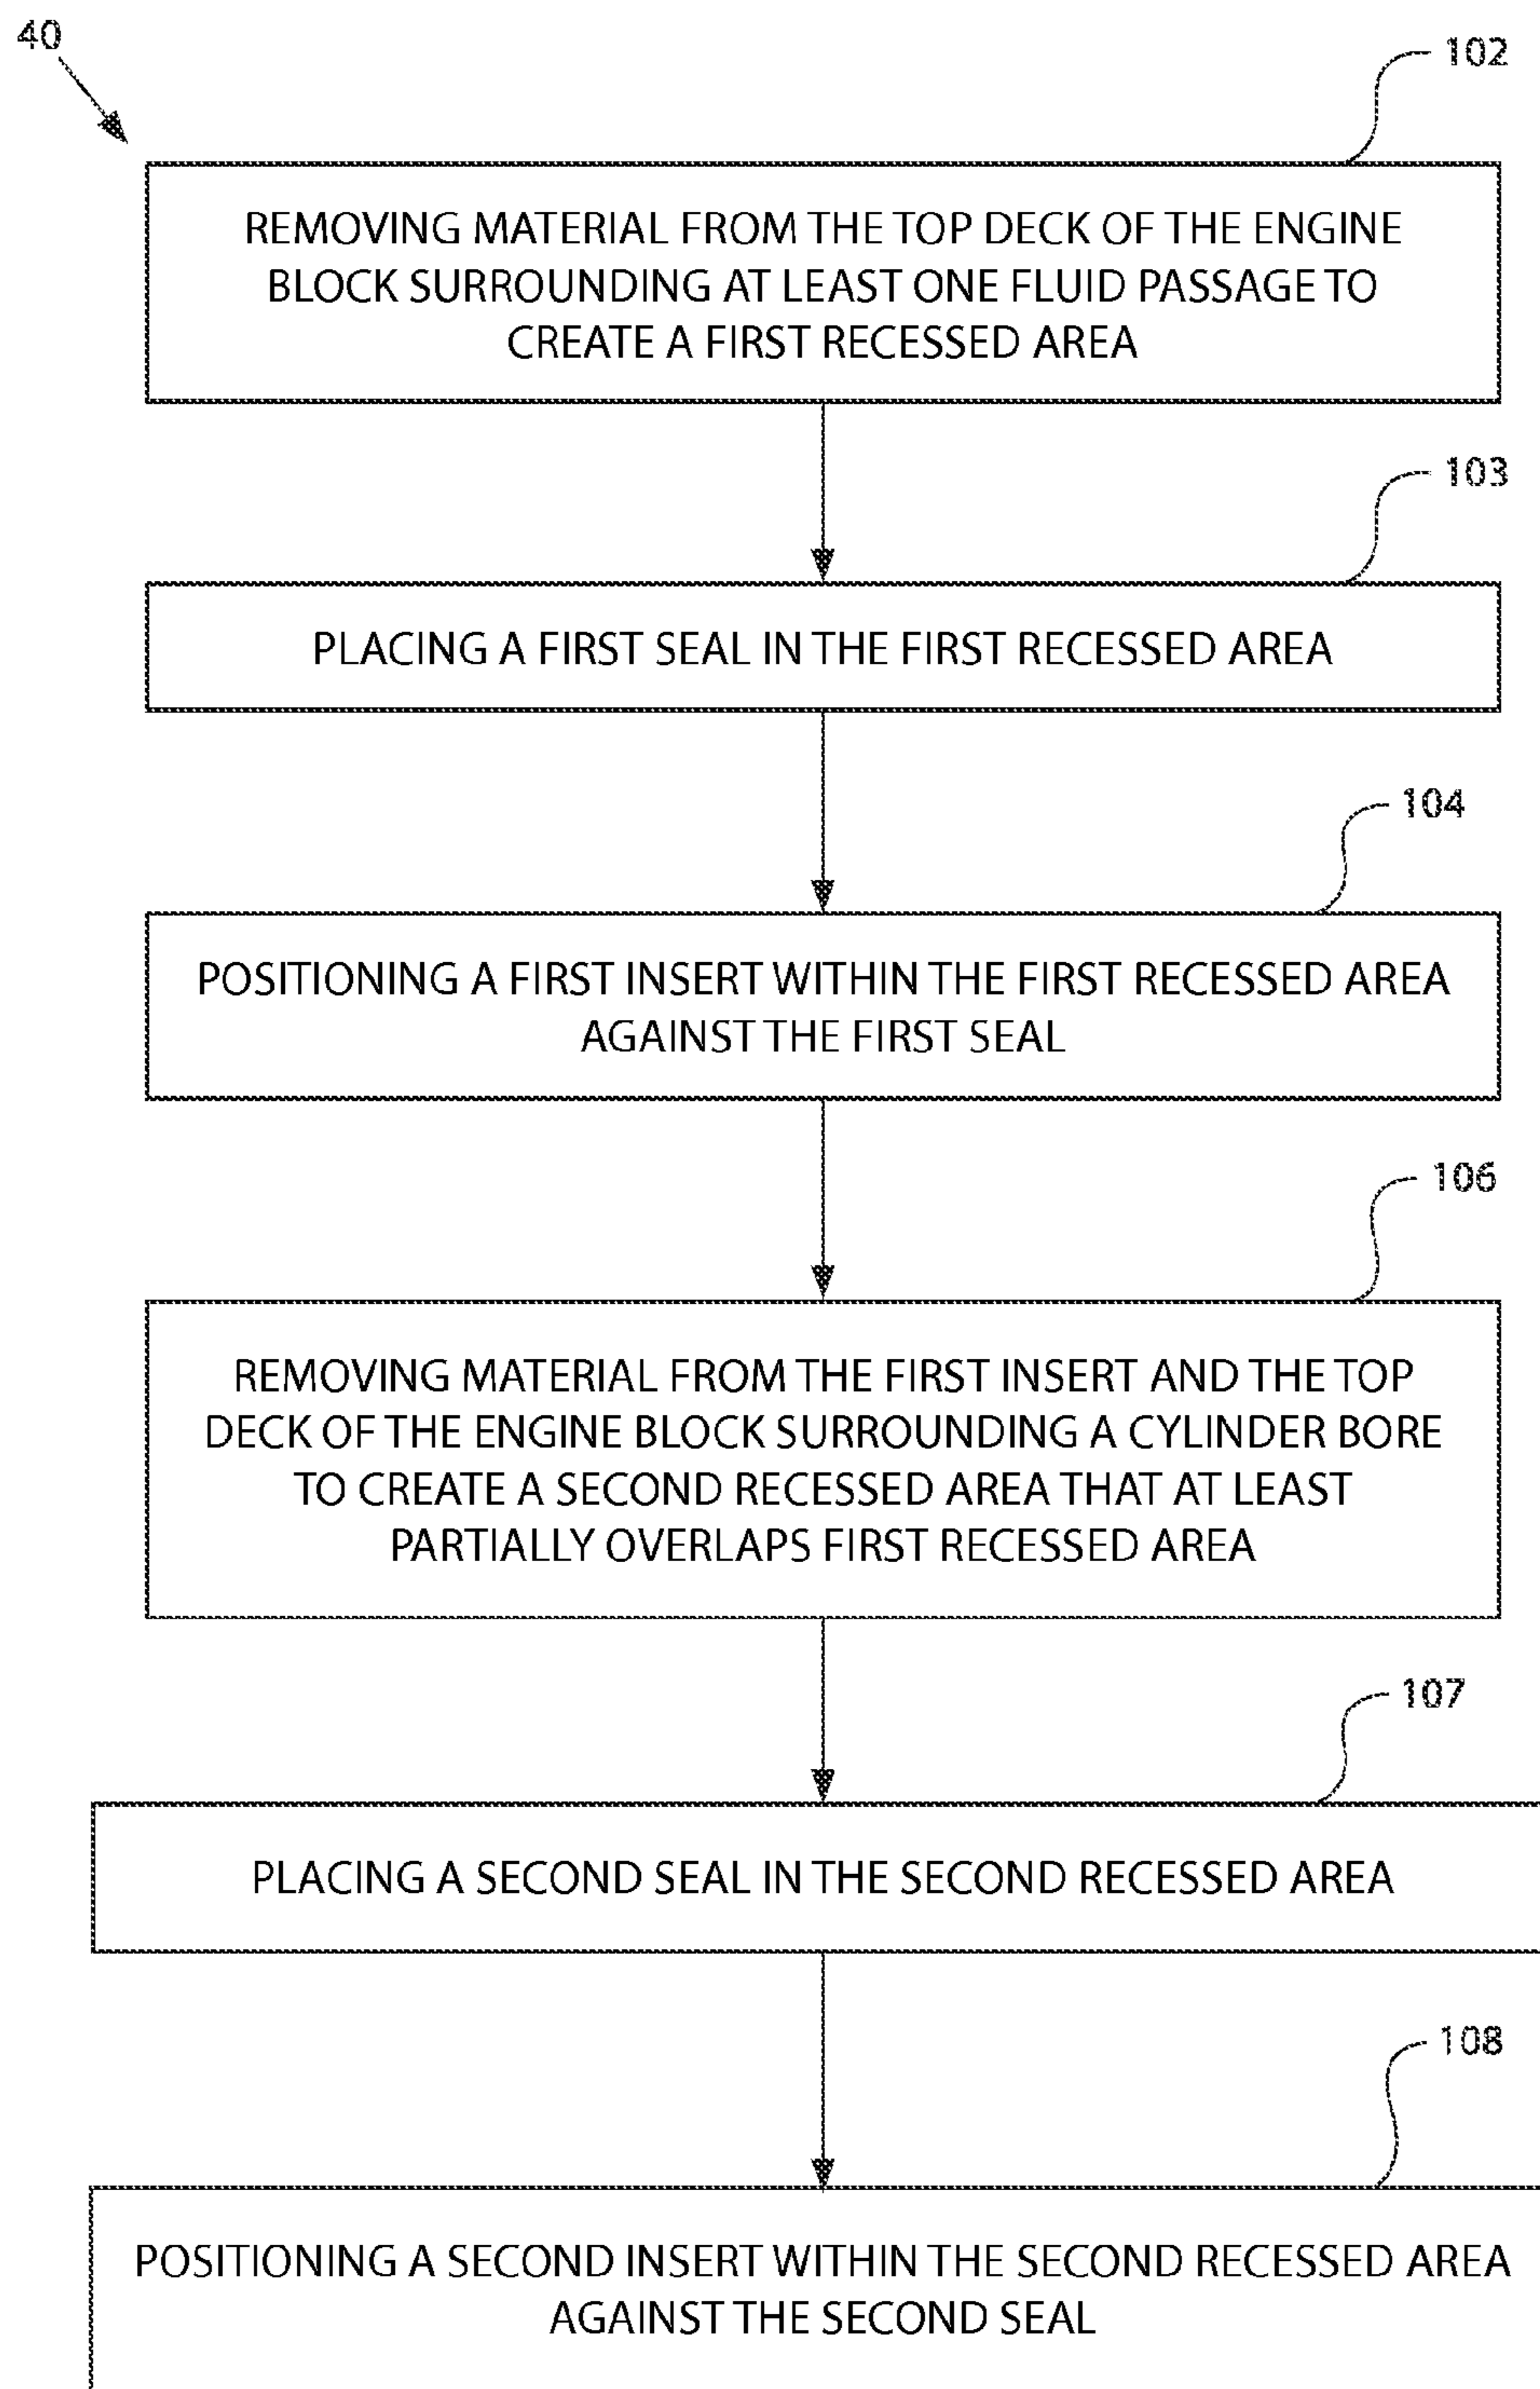 40
102
REMOVING MATERIAL FROM THE TOP DECK OF THE ENGINE
BLOCK SURROUNDING AT LEAST ONE FLUID PASSAGE TO
CREATE A FIRST RECESSED AREA
103
PLACING A FIRST SEAL IN THE FIRST RECESSED AREA
104
POSITIONING A FIRST INSERT WITHIN THE FIRST RECESSED AREA
AGAINST THE FIRST SEAL
106
REMOVING MATERIAL FROM THE FIRST INSERT AND THE TOP
DECK OF THE ENGINE BLOCK SURROUNDING A CYLINDER BORE
TO CREATE A SECOND RECESSED AREA THAT AT LEAST
PARTIALLY OVERLAPS FIRST RECESSED AREA
107
PLACING A SECOND SEAL IN THE SECOND RECESSED AREA
108
POSITIONING A SECOND INSERT WITHIN THE SECOND RECESSED AREA
AGAINST THE SECOND SEAL